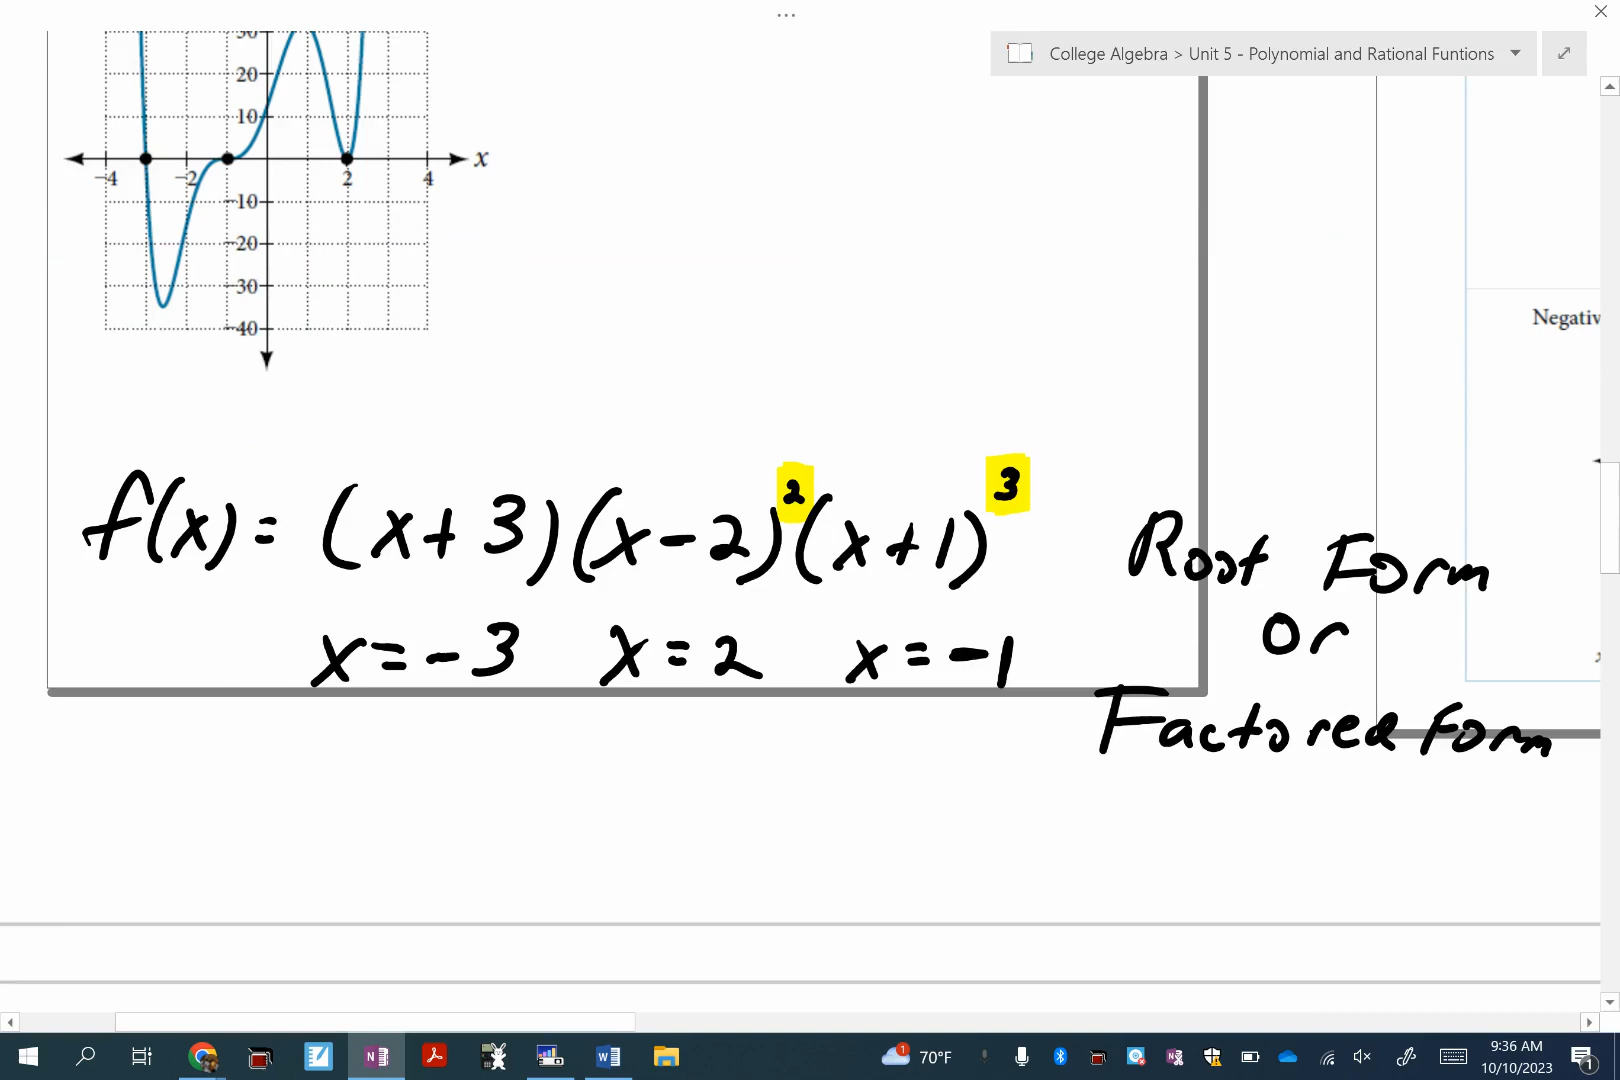 ...
College Algebra > Unit 5 - Polynomial and Rational Funtions
20
10
x
-4 -2 2 4
-10
-20
-30
-40
Negativ
f(x) = (x+3)(x-2)²(x+1)³
Root Form
x=-3 x=2 x=-1
or
Factored form
70°F
9:36 AM
10/10/2023